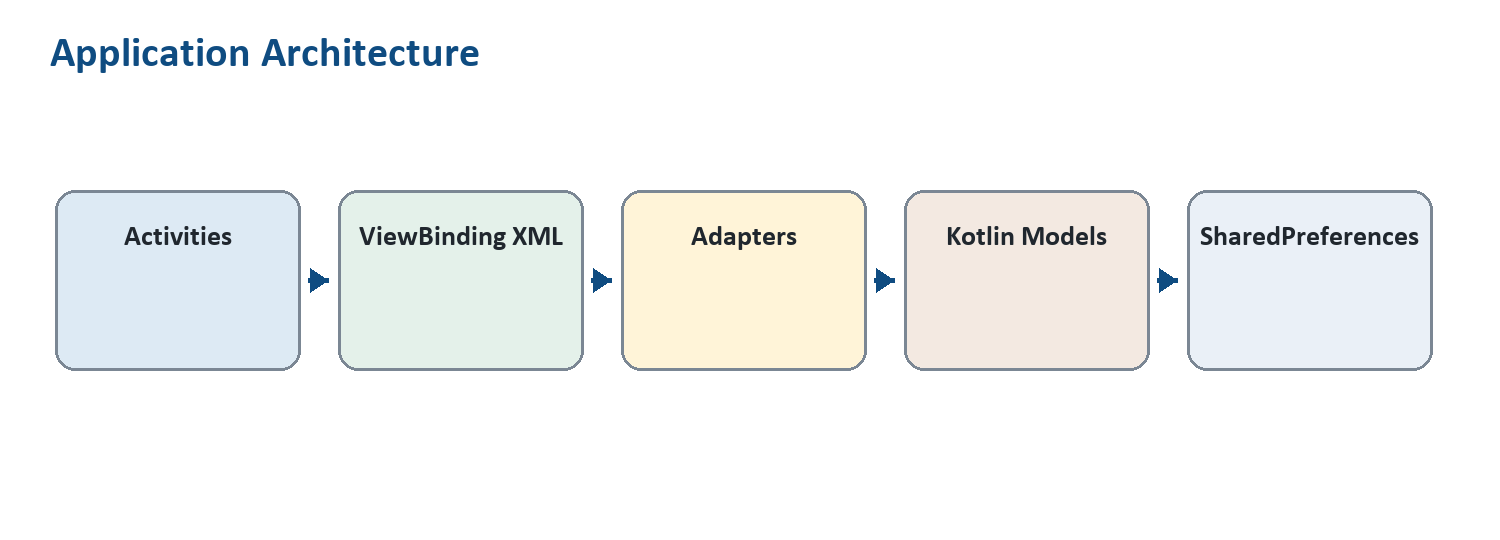 Application Architecture
Activities
ViewBinding XML
Adapters
Kotlin Models
SharedPreferences